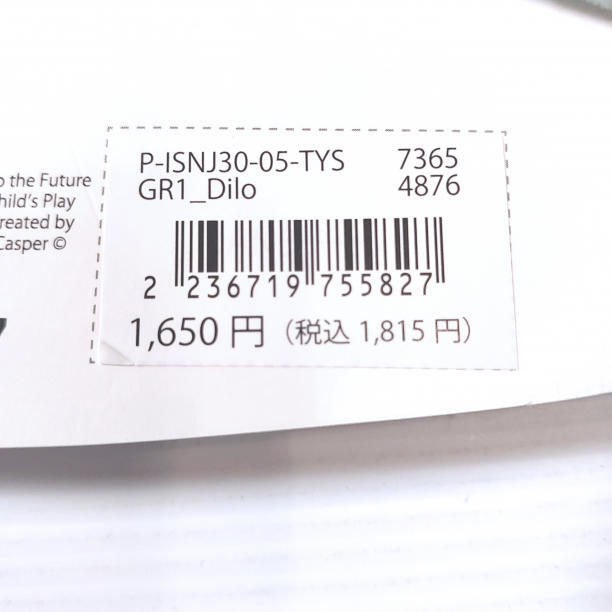 o the Future
hild's Play
reated by
Casper ©
P-ISNJ30-05-TYS 7365
GR1_Dilo 4876
2 236719 755827
1,650 円 (税込 1,815 円)